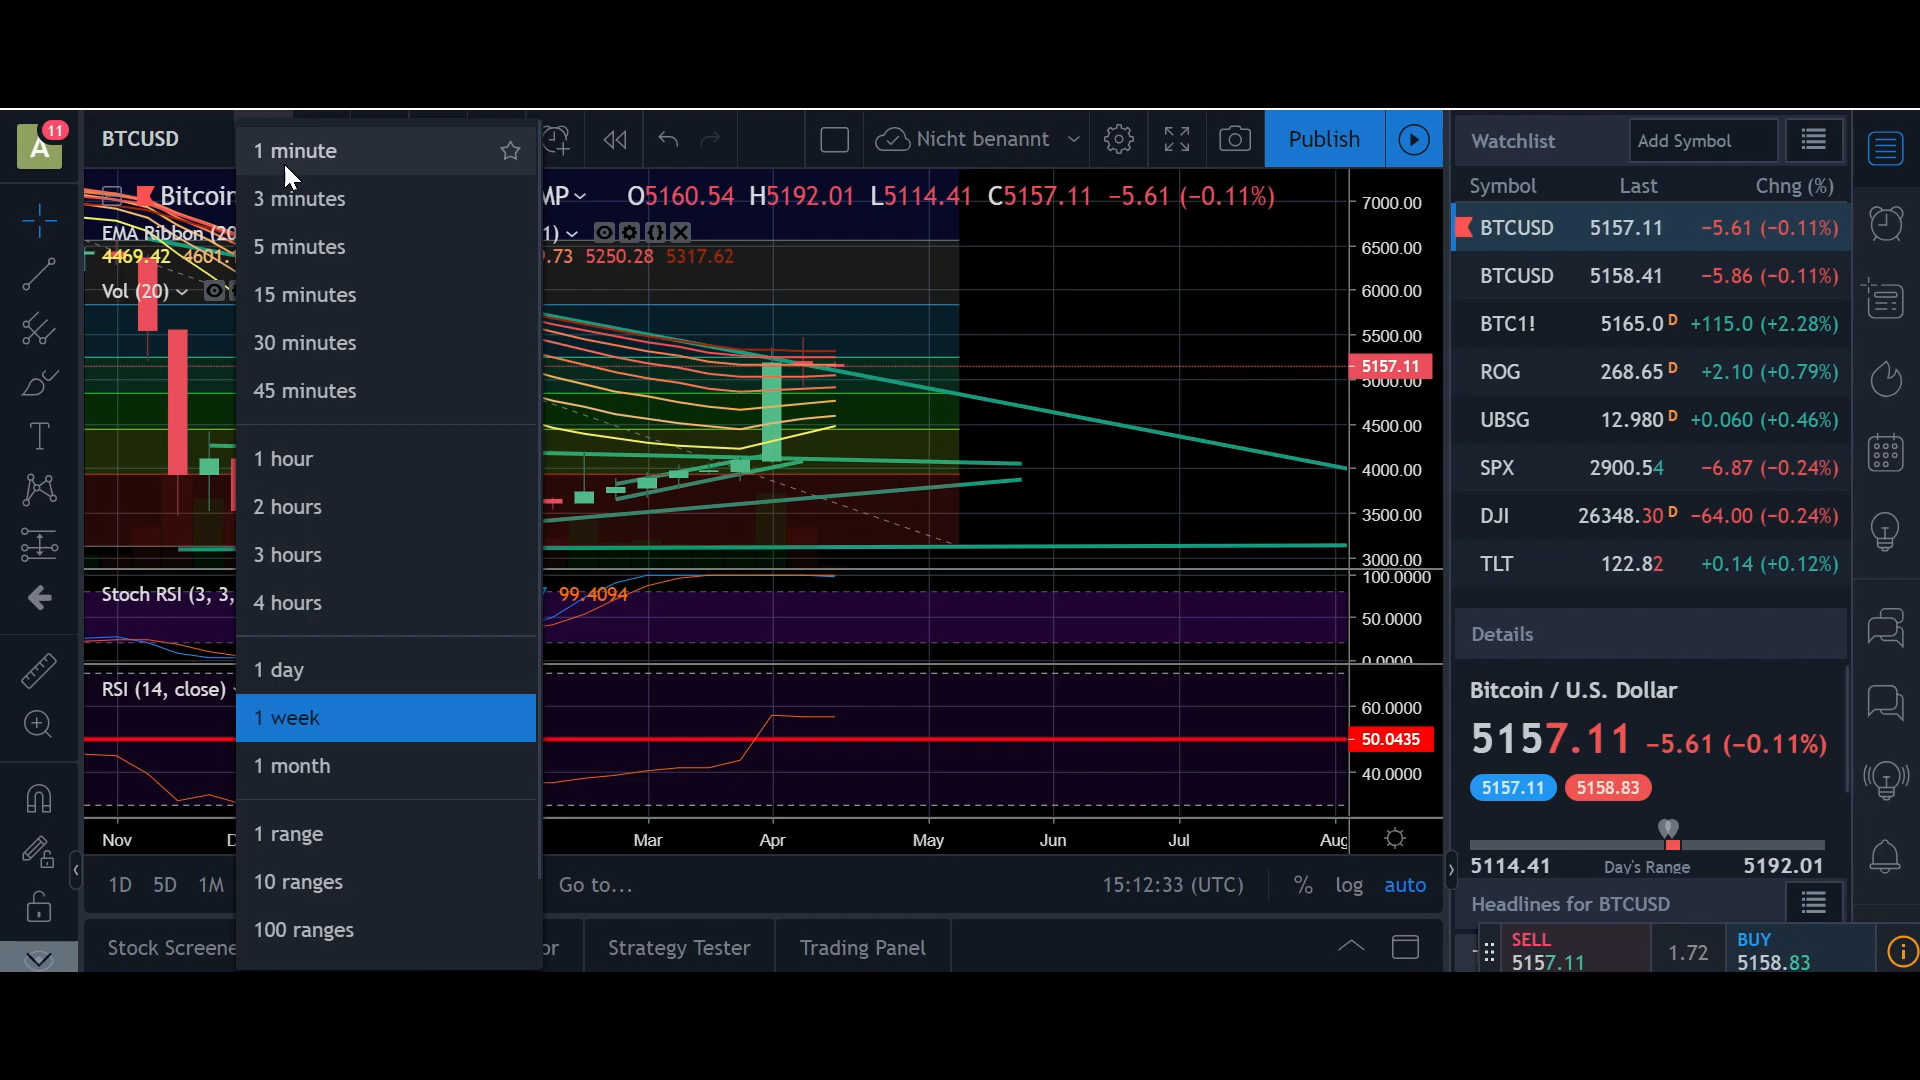 11
A
BTCUSD
Nicht benannt
Publish
1 minute
3 minutes
5 minutes
15 minutes
30 minutes
45 minutes
1 hour
2 hours
3 hours
4 hours
1 day
1 week
1 month
1 range
10 ranges
100 ranges
Bitcoin
MP O5160.54 H5192.01 L5114.41 C5157.11 −5.61 (−0.11%)
EMA Ribbon (20
1)
4469.42 4601.
.73 5250.28 5317.62
Vol (20)
7000.00
6500.00
6000.00
5500.00
5157.11
5000.00
4500.00
4000.00
3500.00
3000.00
Stoch RSI (3, 3,
99.4094
100.0000
50.0000
0.0000
RSI (14, close)
60.0000
50.0435
40.0000
Nov
D
Mar
Apr
May
Jun
Jul
Aug
1D 5D 1M
Go to...
15:12:33 (UTC)
%
log
auto
Stock Screene
or
Strategy Tester
Trading Panel
Watchlist
Add Symbol
Symbol Last Chng (%)
BTCUSD 5157.11 −5.61 (−0.11%)
BTCUSD 5158.41 −5.86 (−0.11%)
BTC1! 5165.0 D +115.0 (+2.28%)
ROG 268.65 D +2.10 (+0.79%)
UBSG 12.980 D +0.060 (+0.46%)
SPX 2900.54 −6.87 (−0.24%)
DJI 26348.30 D −64.00 (−0.24%)
TLT 122.82 +0.14 (+0.12%)
Details
Bitcoin / U.S. Dollar
5157.11 −5.61 (−0.11%)
5157.11 5158.83
5114.41 Day's Range 5192.01
Headlines for BTCUSD
SELL
5157.11
1.72
BUY
5158.83